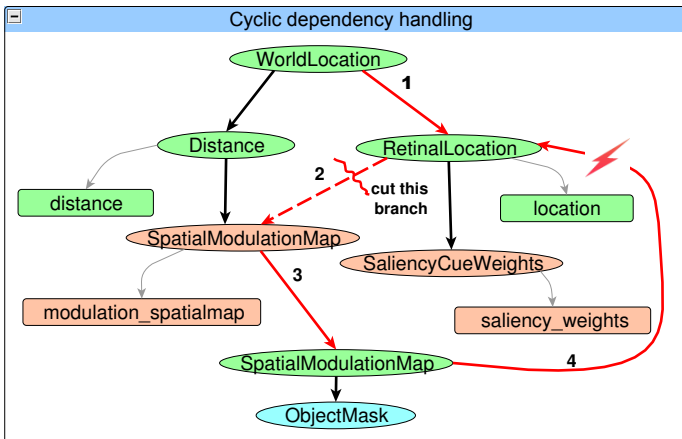 Cyclic dependency handling
WorldLocation
1
Distance
RetinalLocation
2
cut this
branch
distance
location
SpatialModulationMap
3
SaliencyCueWeights
modulation_spatialmap
saliency_weights
SpatialModulationMap
4
ObjectMask